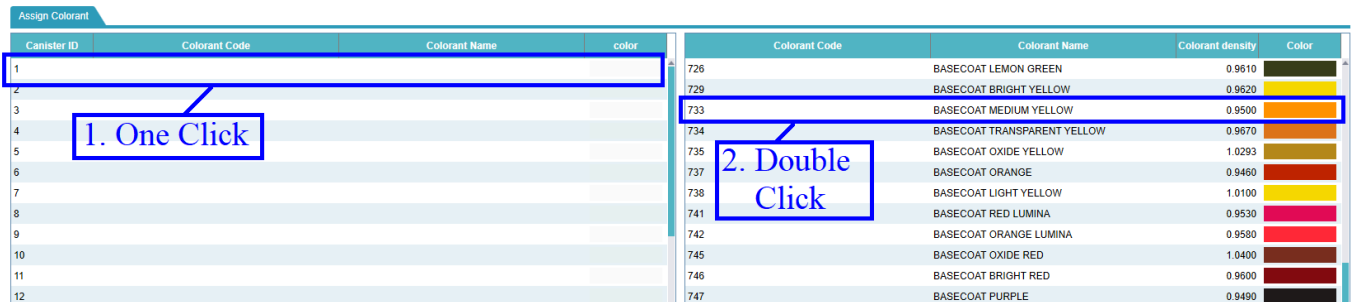 Assign Colorant
Canister ID Colorant Code Colorant Name color
1
2
3
4
5
6
7
8
9
10
11
12
1. One Click
Colorant Code Colorant Name Colorant density Color
726 BASECOAT LEMON GREEN 0.9610
729 BASECOAT BRIGHT YELLOW 0.9620
733 BASECOAT MEDIUM YELLOW 0.9500
734 BASECOAT TRANSPARENT YELLOW 0.9670
735 BASECOAT OXIDE YELLOW 1.0293
737 BASECOAT ORANGE 0.9460
738 BASECOAT LIGHT YELLOW 1.0100
741 BASECOAT RED LUMINA 0.9530
742 BASECOAT ORANGE LUMINA 0.9580
745 BASECOAT OXIDE RED 1.0400
746 BASECOAT BRIGHT RED 0.9600
747 BASECOAT PURPLE 0.9490
2. Double
Click